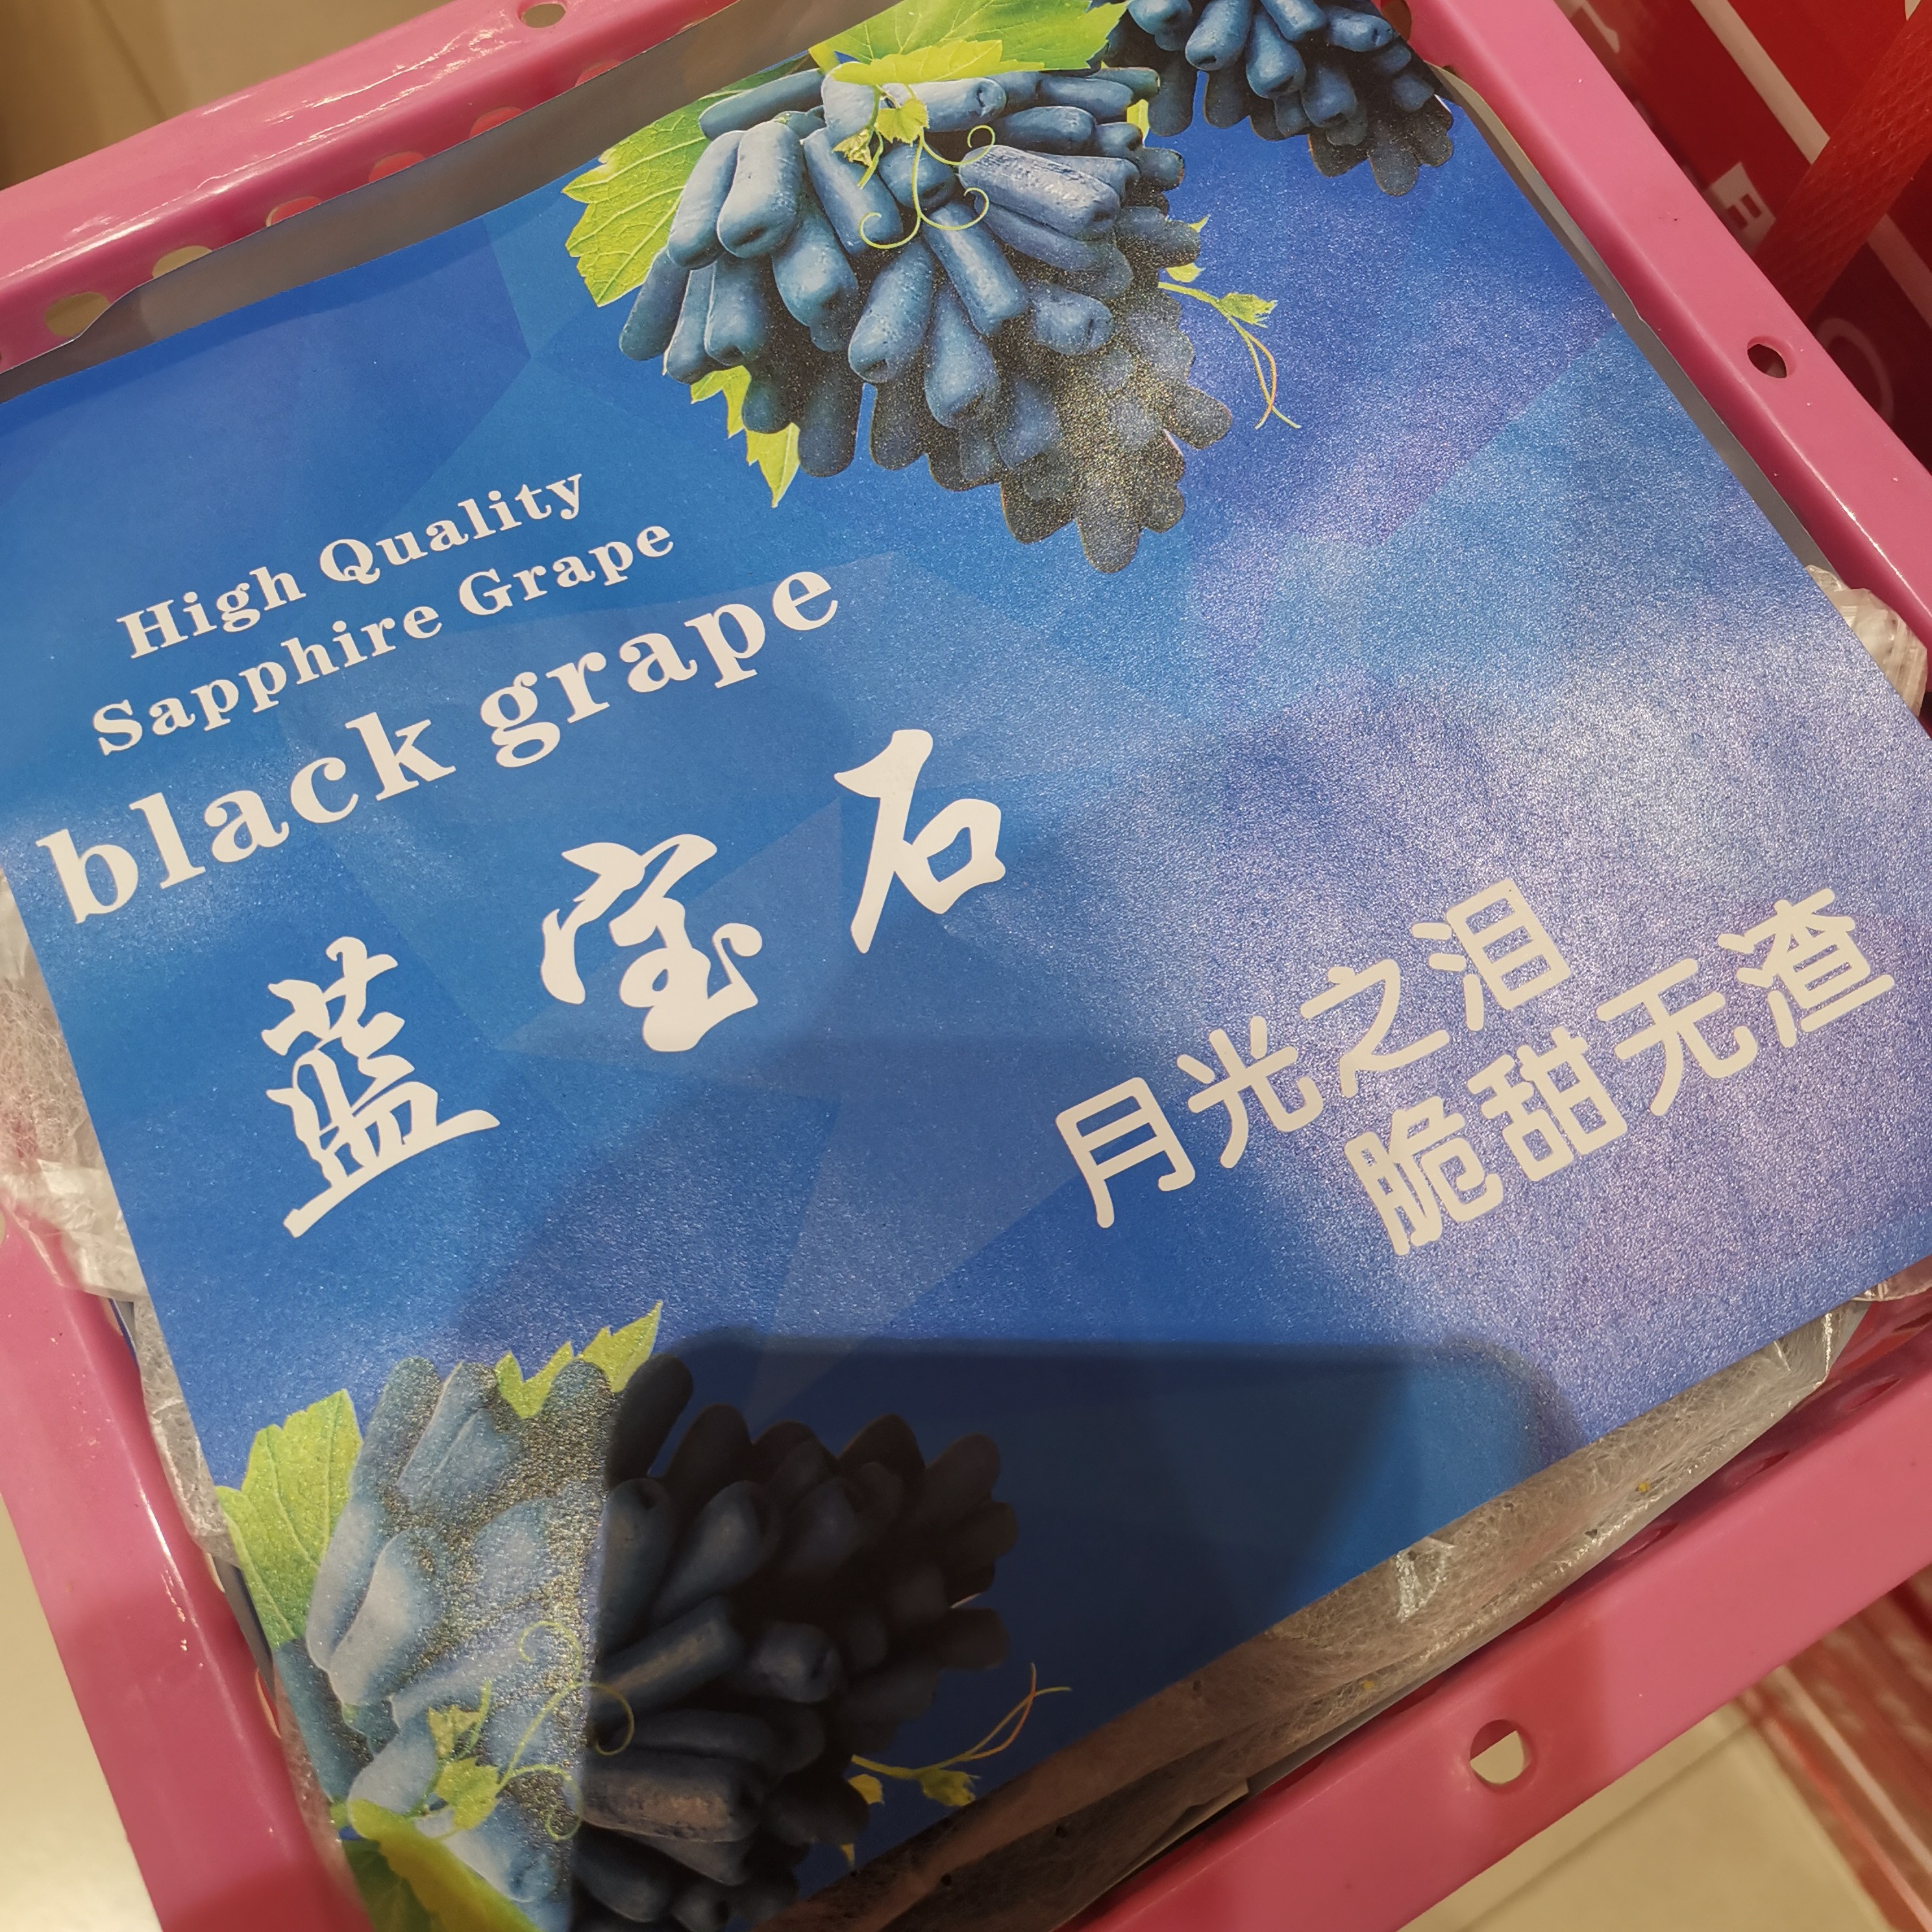 High Quality
Sapphire Grape
black grape
蓝宝石
月光之泪
脆甜无渣